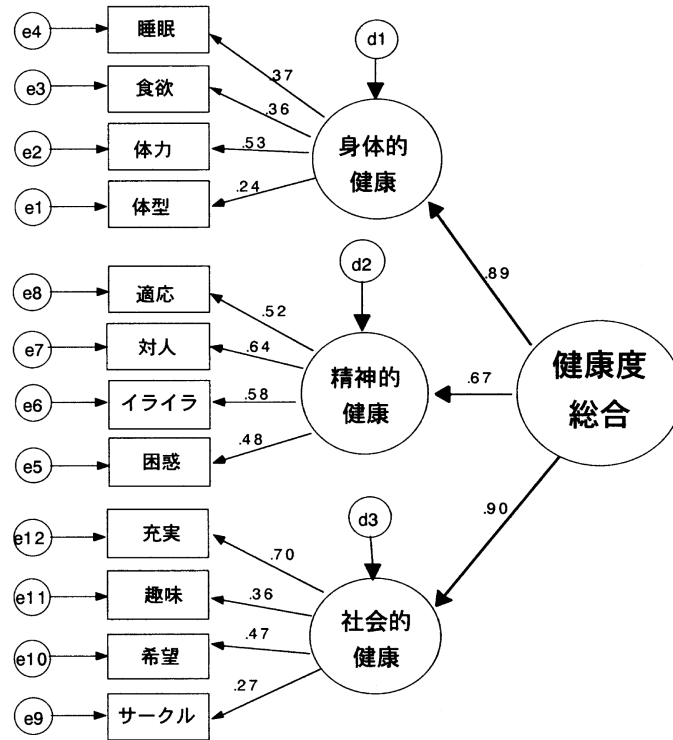 e4
睡眠
d1
e3
食欲
.37
.36
e2
体力
.53
身体的
健康
e1
体型
.24
.89
d2
e8
適応
.52
e7
対人
.64
精神的
健康
e6
イライラ
.58
.67
健康度
総合
e5
困惑
.48
.90
d3
e12
充実
.70
e11
趣味
.36
社会的
健康
e10
希望
.47
e9
サークル
.27